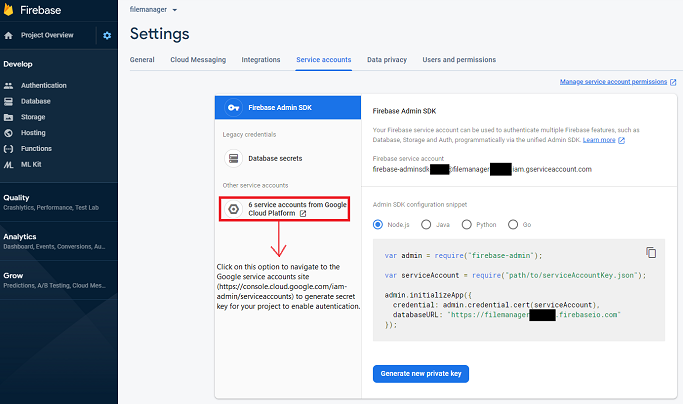 Firebase
Project Overview
Develop
Authentication
Database
Storage
Hosting
Functions
ML Kit
Quality
Crashlytics, Performance, Test Lab
Analytics
Dashboard, Events, Conversions, Au...
Grow
Predictions, A/B Testing, Cloud Mes...
filemanager
Settings
General Cloud Messaging Integrations Service accounts Data privacy Users and permissions
Manage service account permissions
Firebase Admin SDK
Legacy credentials
Database secrets
Other service accounts
6 service accounts from Google
Cloud Platform
Click on this option to navigate to the
Google service accounts site
(https://console.cloud.google.com/iam-
admin/serviceaccounts) to generate secret
key for your project to enable authentication.
Firebase Admin SDK
Your Firebase service account can be used to authenticate multiple Firebase features, such as
Database, Storage and Auth, programmatically via the unified Admin SDK. Learn more
Firebase service account
firebase-adminsdk @filemanager iam.gserviceaccount.com
Admin SDK configuration snippet
Node.js Java Python Go
var admin = require("firebase-admin");
var serviceAccount = require("path/to/serviceAccountKey.json");
admin.initializeApp({
credential: admin.credential.cert(serviceAccount),
databaseURL: "https://filemanager .firebaseio.com"
});
Generate new private key